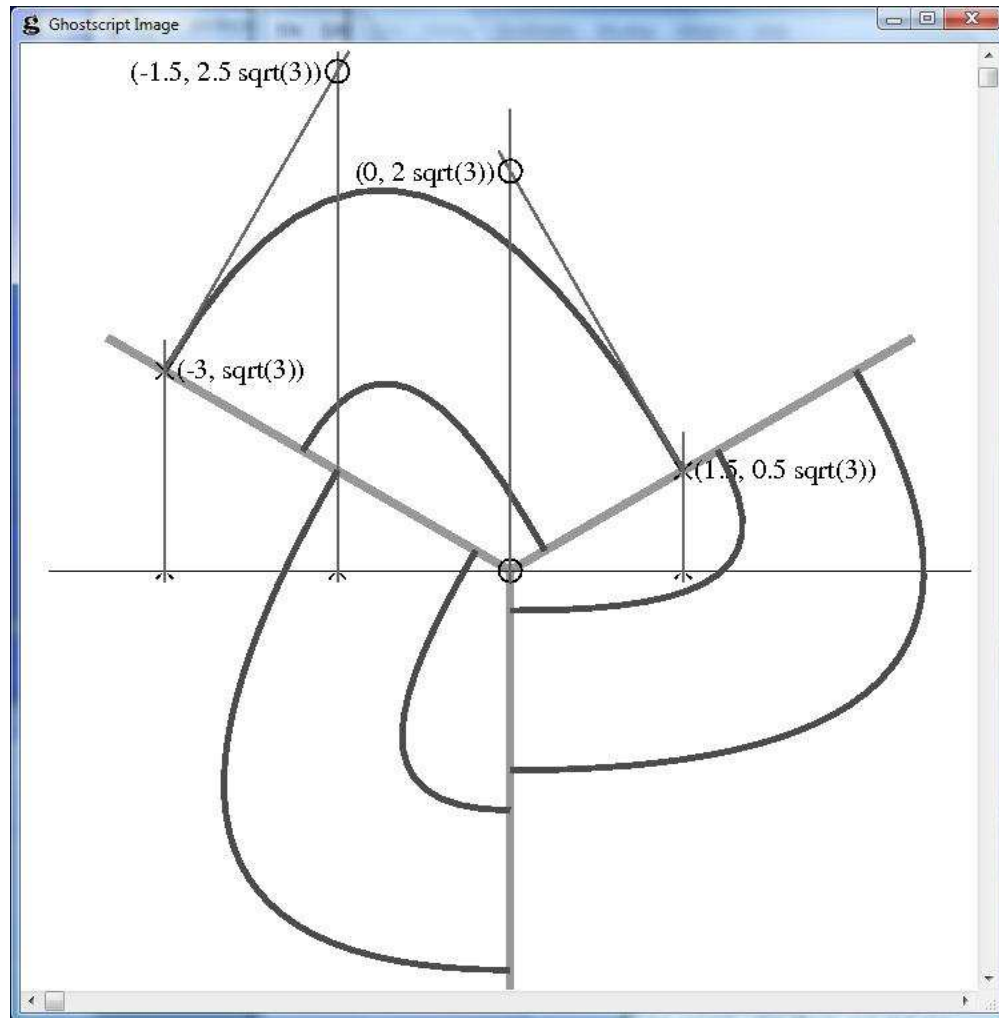 Ghostscript Image
(-1.5, 2.5 sqrt(3))
(0, 2 sqrt(3))
(-3, sqrt(3))
(1.5, 0.5 sqrt(3))